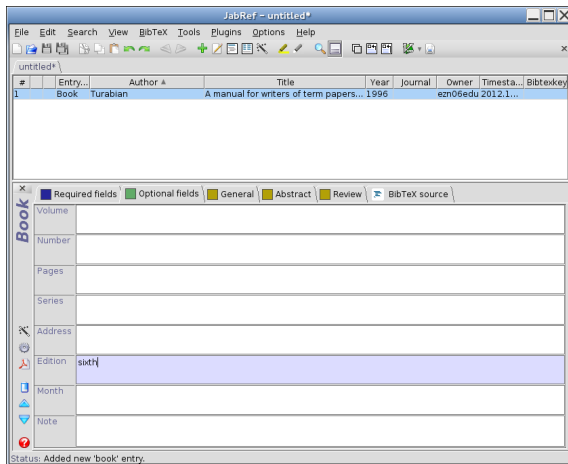 JabRef - untitled*
File Edit Search View BibTeX Tools Plugins Options Help
untitled*
# Entry... Author Title Year Journal Owner Timesta... Bibtexkey
1 Book Turabian A manual for writers of term papers... 1996 ezn06edu 2012.1...
Book
Required fields Optional fields General Abstract Review BibTeX source
Volume
Number
Pages
Series
Address
Edition sixth
Month
Note
Status: Added new 'book' entry.